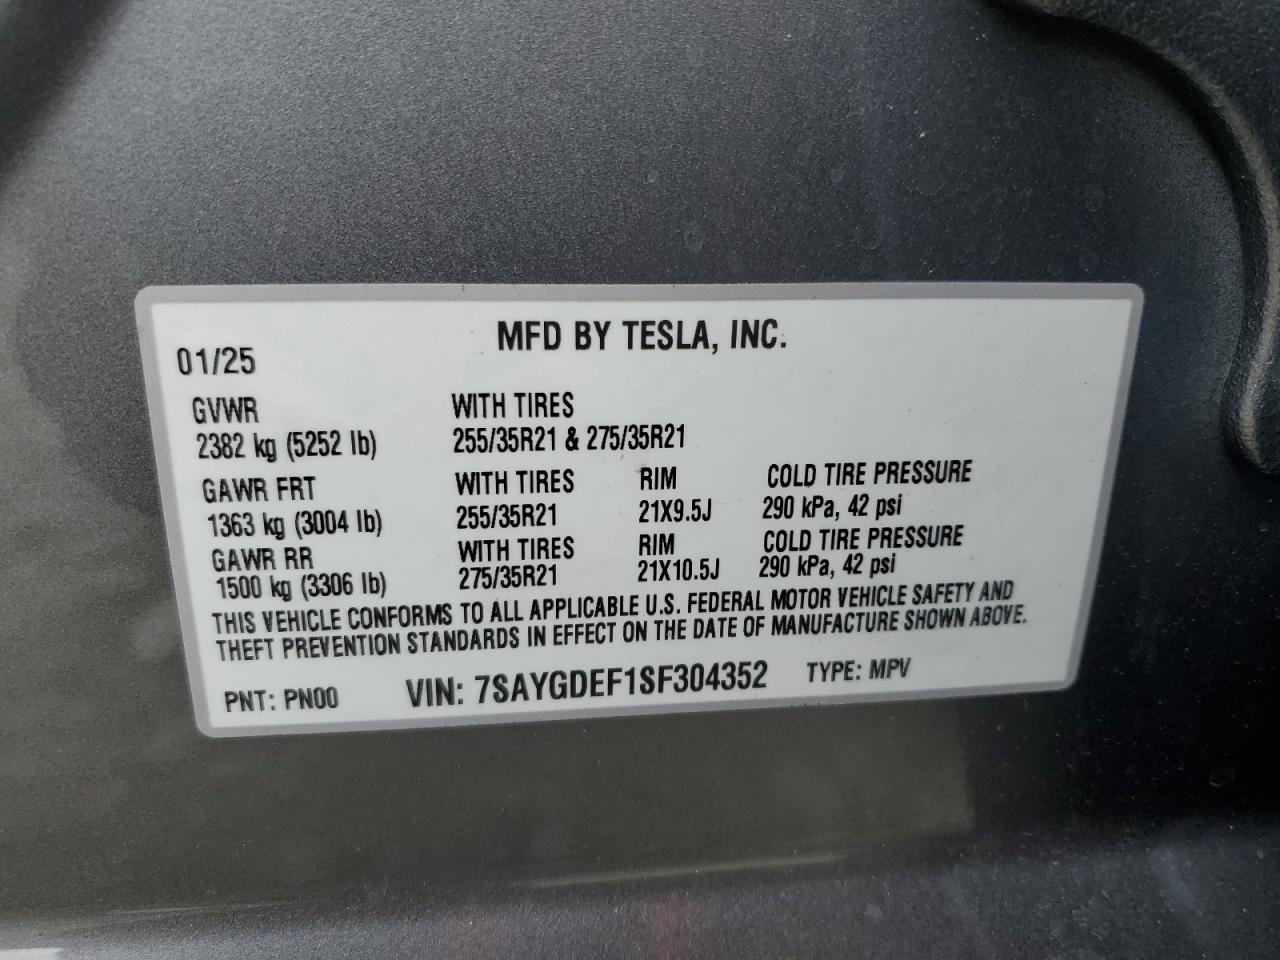 MFD BY TESLA, INC.
01/25
GVWR WITH TIRES
2382 kg (5252 lb) 255/35R21 & 275/35R21
GAWR FRT WITH TIRES RIM COLD TIRE PRESSURE
1363 kg (3004 lb) 255/35R21 21X9.5J 290 kPa, 42 psi
GAWR RR WITH TIRES RIM COLD TIRE PRESSURE
1500 kg (3306 lb) 275/35R21 21X10.5J 290 kPa, 42 psi
THIS VEHICLE CONFORMS TO ALL APPLICABLE U.S. FEDERAL MOTOR VEHICLE SAFETY AND
THEFT PREVENTION STANDARDS IN EFFECT ON THE DATE OF MANUFACTURE SHOWN ABOVE.
PNT: PN00 VIN: 7SAYGDEF1SF304352 TYPE: MPV